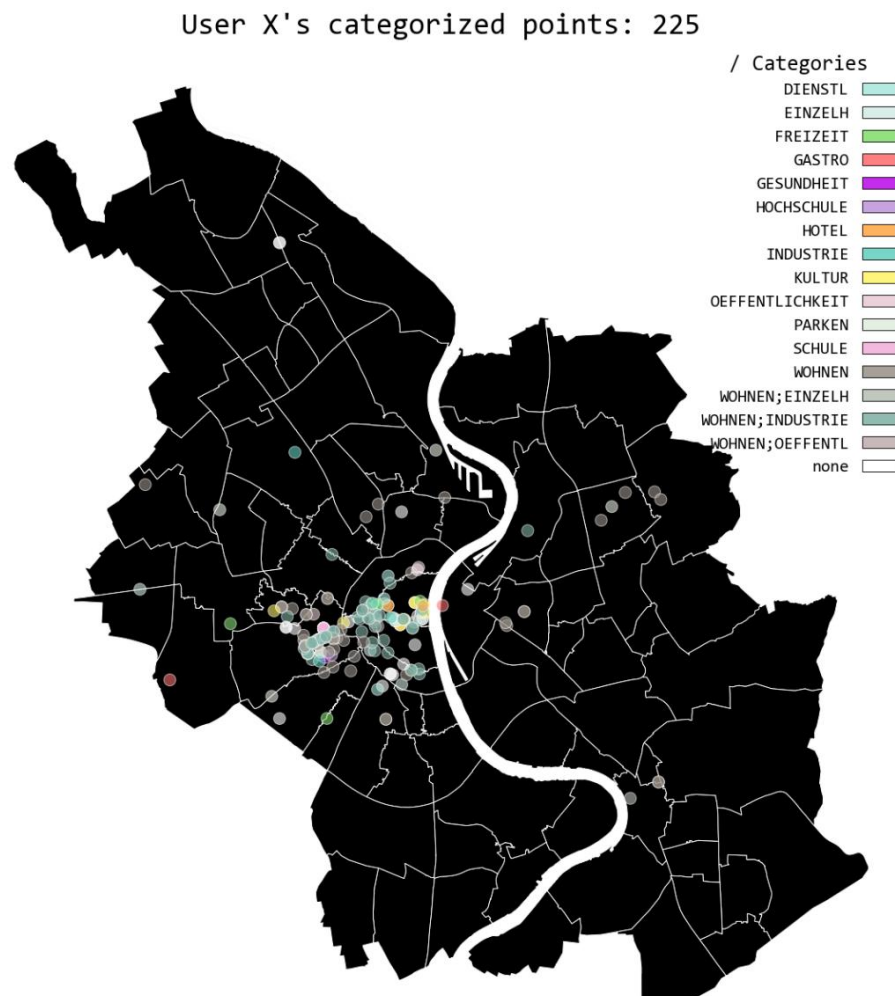 User X's categorized points: 225
/ Categories
DIENSTL
EINZELH
FREIZEIT
GASTRO
GESUNDHEIT
HOCHSCHULE
HOTEL
INDUSTRIE
KULTUR
OEFFENTLICHKEIT
PARKEN
SCHULE
WOHNEN
WOHNEN;EINZELH
WOHNEN;INDUSTRIE
WOHNEN;OEFFENTL
none